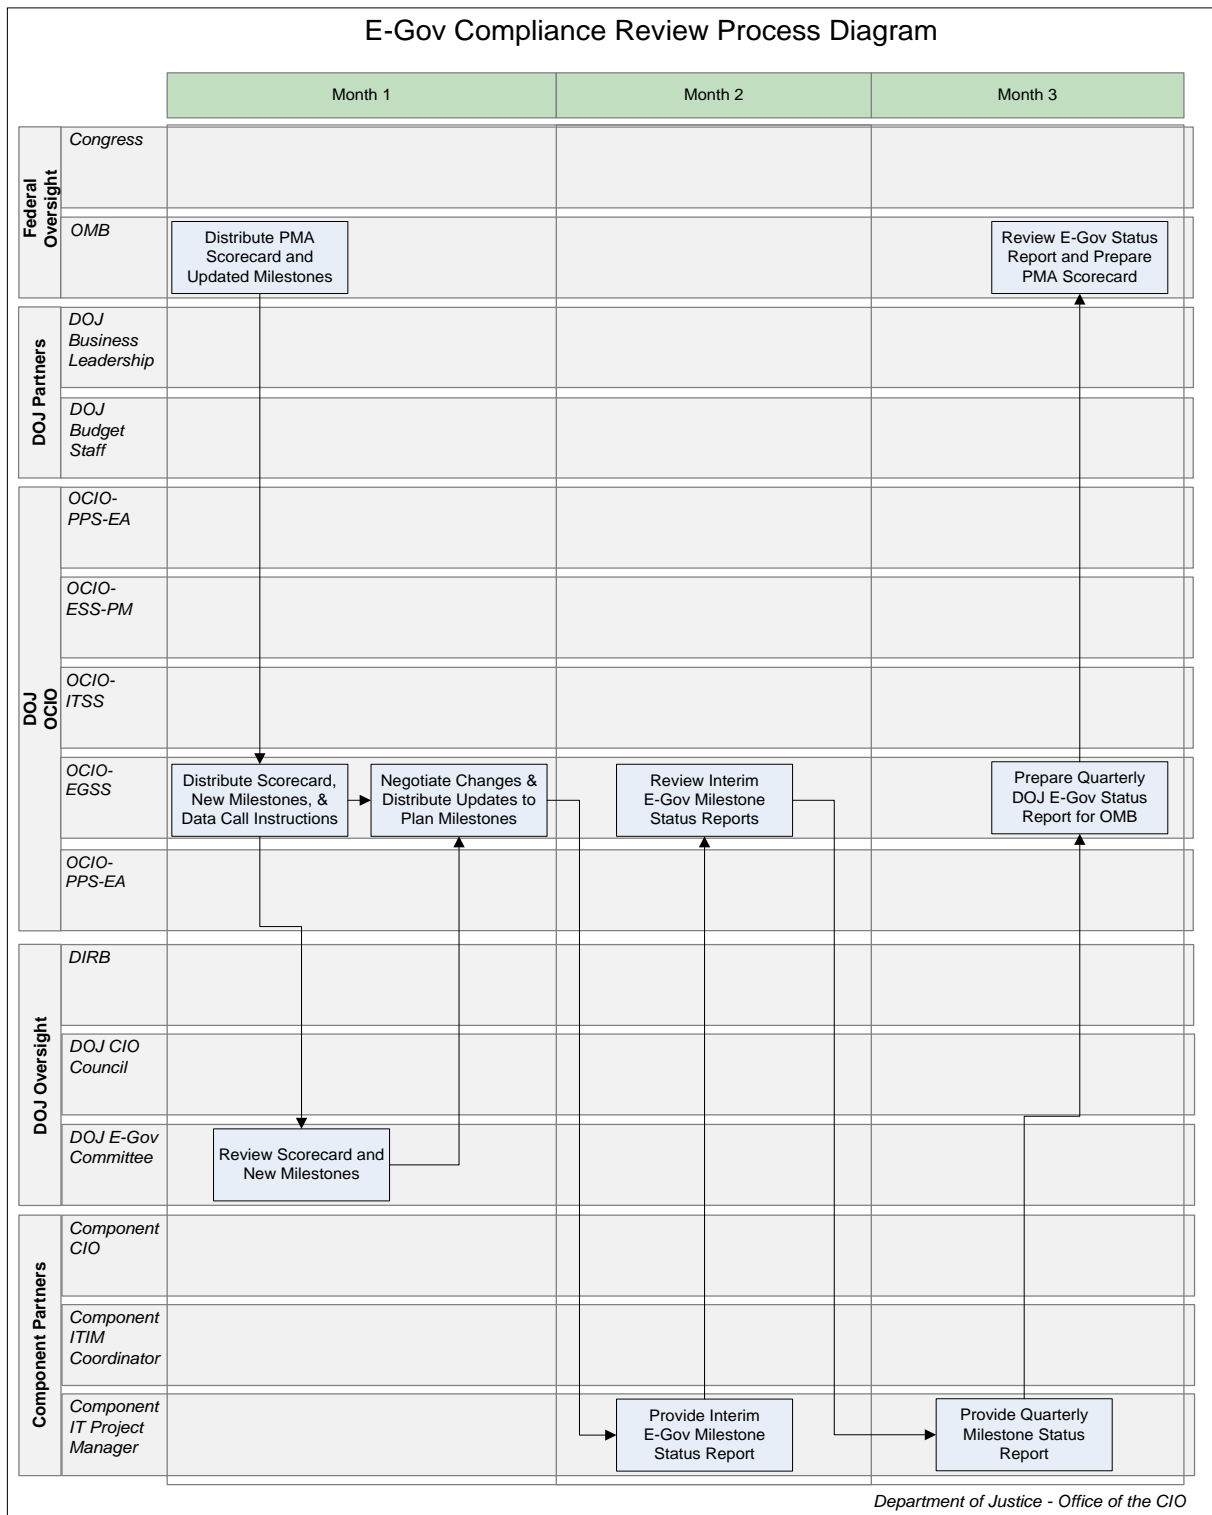 E-Gov Compliance Review Process Diagram
Month 1
Month 2
Month 3
Federal
Oversight
Congress
OMB
Distribute PMA
Scorecard and
Updated Milestones
Review E-Gov Status
Report and Prepare
PMA Scorecard
DOJ Partners
DOJ
Business
Leadership
DOJ
Budget
Staff
DOJ
OCIO
OCIO-
PPS-EA
OCIO-
ESS-PM
OCIO-
ITSS
OCIO-
EGSS
Distribute Scorecard,
New Milestones, &
Data Call Instructions
Negotiate Changes &
Distribute Updates to
Plan Milestones
Review Interim
E-Gov Milestone
Status Reports
Prepare Quarterly
DOJ E-Gov Status
Report for OMB
OCIO-
PPS-EA
DOJ Oversight
DIRB
DOJ CIO
Council
DOJ E-Gov
Committee
Review Scorecard and
New Milestones
Component Partners
Component
CIO
Component
ITIM
Coordinator
Component
IT Project
Manager
Provide Interim
E-Gov Milestone
Status Report
Provide Quarterly
Milestone Status
Report
Department of Justice - Office of the CIO